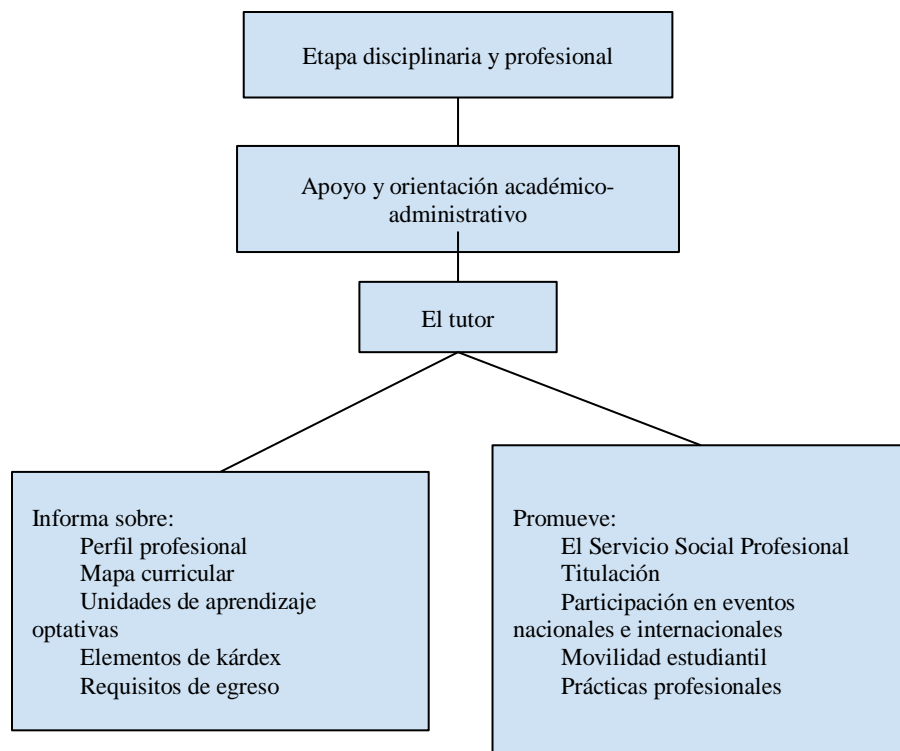 Etapa disciplinaria y profesional
Apoyo y orientación académico-
administrativo
El tutor
Informa sobre:
Perfil profesional
Mapa curricular
Unidades de aprendizaje
optativas
Elementos de kárdex
Requisitos de egreso
Promueve:
El Servicio Social Profesional
Titulación
Participación en eventos
nacionales e internacionales
Movilidad estudiantil
Prácticas profesionales